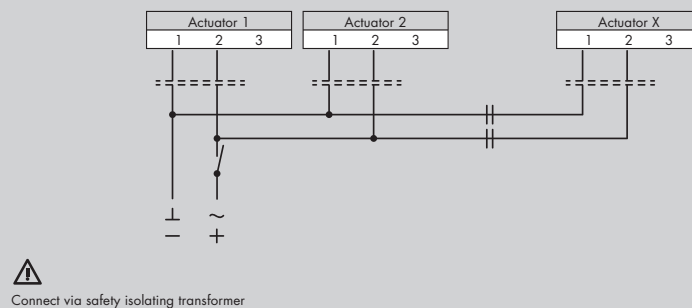 Actuator 1 Actuator 2 Actuator X
1 2 3 1 2 3 1 2 3
⊥ ~
− +
Connect via safety isolating transformer